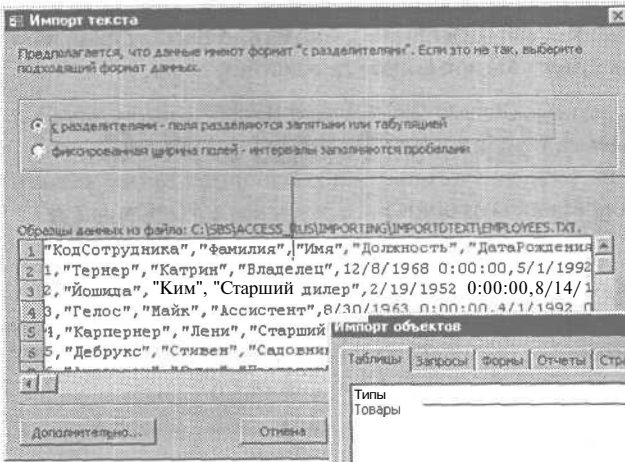 Импорт текста
Предполагается, что данные имеют формат "с разделителями". Если это не так, выберите
подходящий формат данных.
с разделителями - поля разделяются запятыми или табуляцией
фиксированная ширина полей - интервалы заполняются пробелами
Образцы данных из файла: C:\SBS\ACCESS_RUS\IMPORTING\IMPORTDTEXT\EMPLOYEES.TXT.
1 "КодСотрудника","Фамилия","Имя","Должность","ДатаРождения
2 1,"Тернер","Катрин","Владелец",12/8/1968 0:00:00,5/1/1992
3 2,"Йошида","Ким", "Старший дилер",2/19/1952 0:00:00,8/14/1
4 3,"Гелос","Майк","Ассистент",8/30/1963 0:00:00,4/1/1992 0
5 4,"Карпернер","Лени","Старший
6 5,"Дебрукс","Стивен","Садовник
Дополнительно...
Отмена
Импорт объектов
Таблицы Запросы Формы Отчеты Стра
Типы
Товары